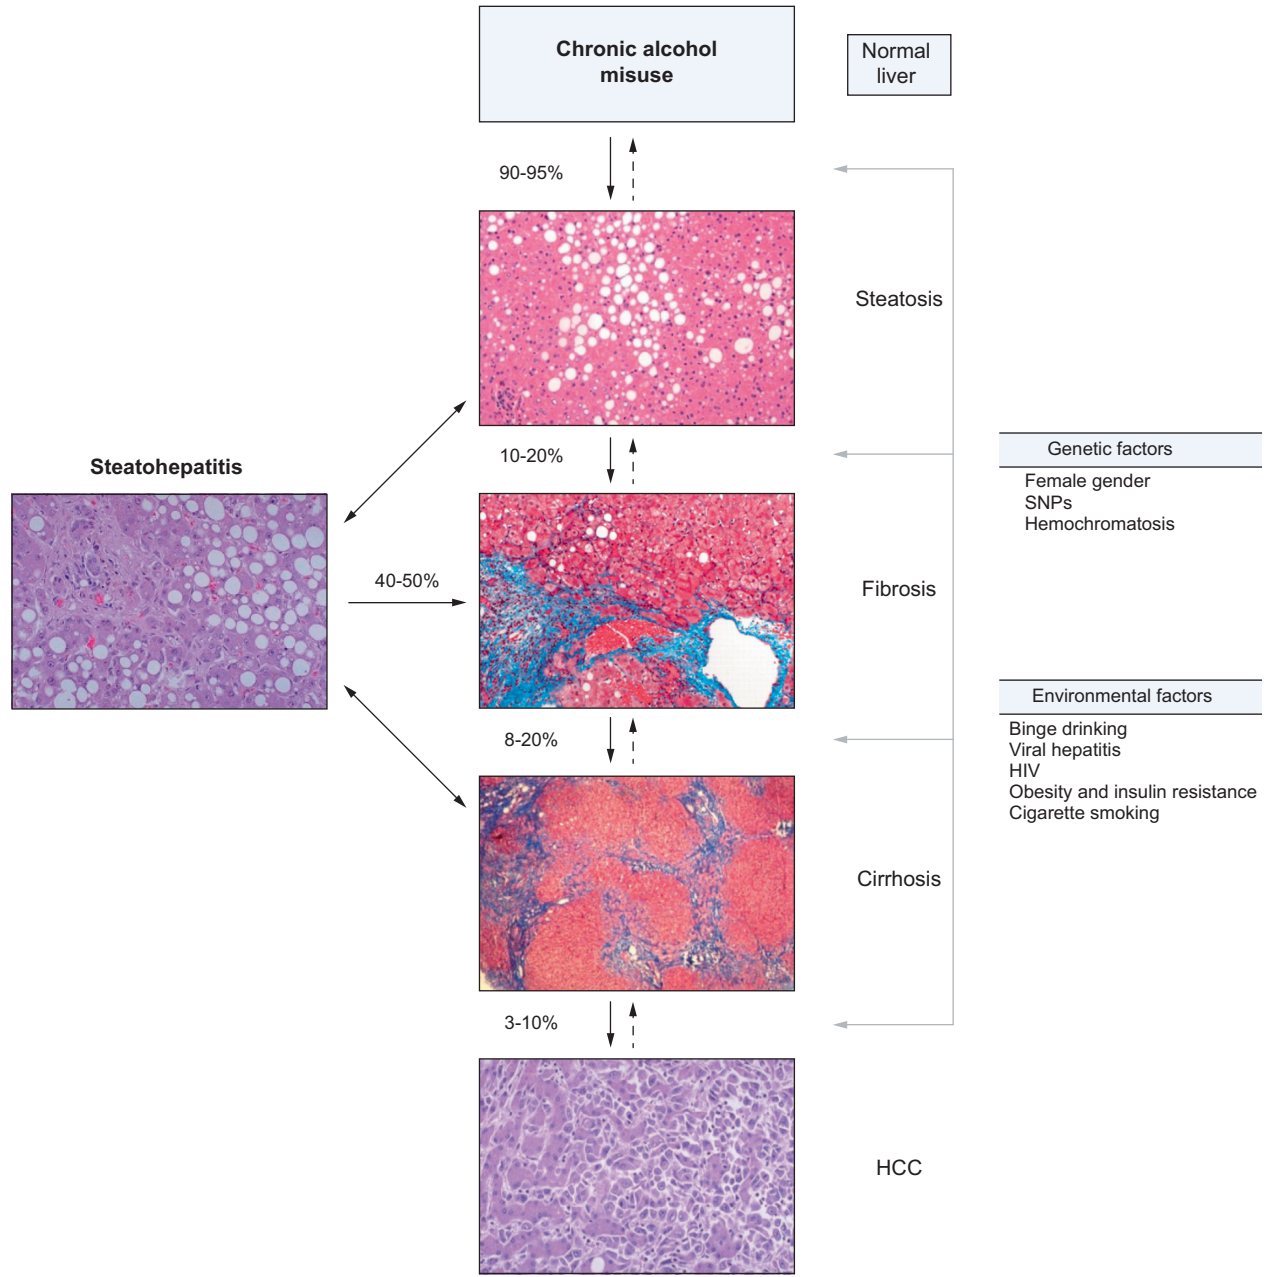 Chronic alcohol
misuse
Normal
liver
90-95%
Steatosis
10-20%
Steatohepatitis
40-50%
Fibrosis
8-20%
Cirrhosis
3-10%
HCC
Genetic factors
Female gender
SNPs
Hemochromatosis
Environmental factors
Binge drinking
Viral hepatitis
HIV
Obesity and insulin resistance
Cigarette smoking